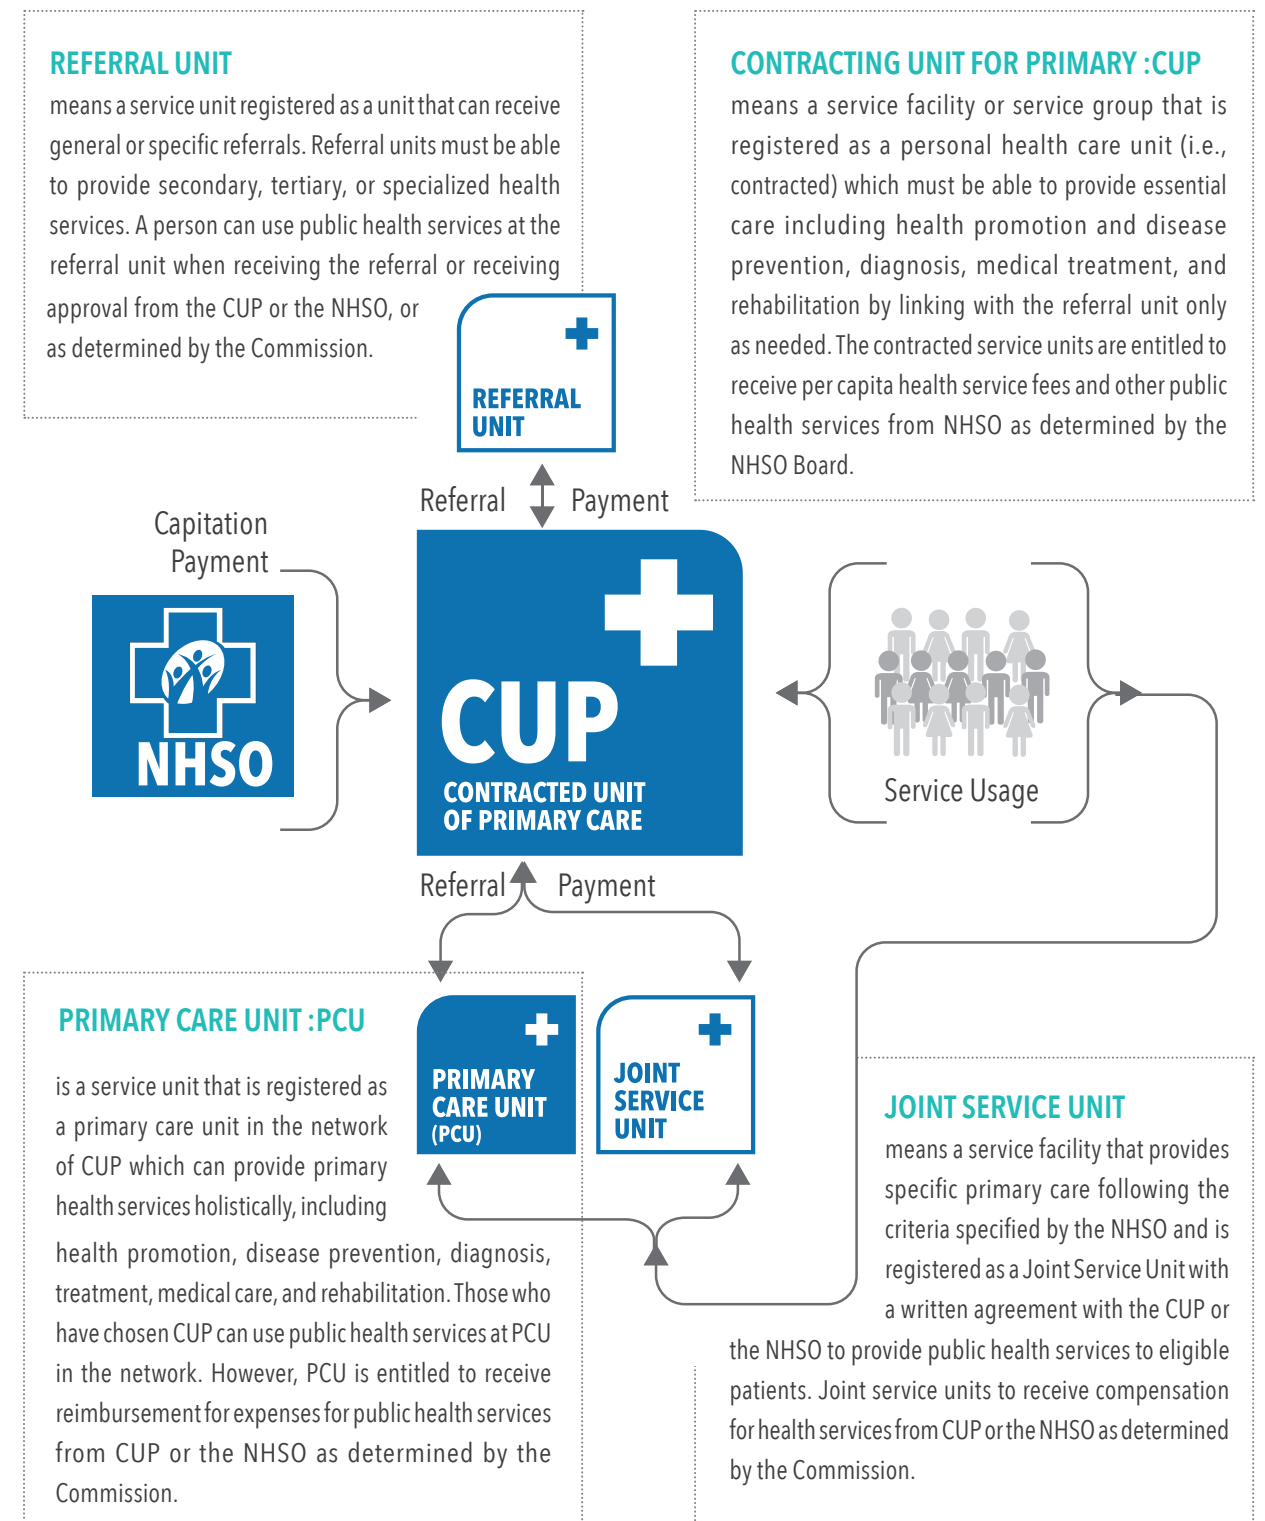 REFERRAL UNIT
means a service unit registered as a unit that can receive
general or specific referrals. Referral units must be able
to provide secondary, tertiary, or specialized health
services. A person can use public health services at the
referral unit when receiving the referral or receiving
approval from the CUP or the NHSO, or
as determined by the Commission.
CONTRACTING UNIT FOR PRIMARY :CUP
means a service facility or service group that is
registered as a personal health care unit (i.e.,
contracted) which must be able to provide essential
care including health promotion and disease
prevention, diagnosis, medical treatment, and
rehabilitation by linking with the referral unit only
as needed. The contracted service units are entitled to
receive per capita health service fees and other public
health services from NHSO as determined by the
NHSO Board.
REFERRAL
UNIT
Referral
Payment
Capitation
Payment
NHSO
CUP
CONTRACTED UNIT
OF PRIMARY CARE
Service Usage
Referral
Payment
PRIMARY CARE UNIT :PCU
is a service unit that is registered as
a primary care unit in the network
of CUP which can provide primary
health services holistically, including
health promotion, disease prevention, diagnosis,
treatment, medical care, and rehabilitation. Those who
have chosen CUP can use public health services at PCU
in the network. However, PCU is entitled to receive
reimbursement for expenses for public health services
from CUP or the NHSO as determined by the
Commission.
PRIMARY
CARE UNIT
(PCU)
JOINT
SERVICE
UNIT
JOINT SERVICE UNIT
means a service facility that provides
specific primary care following the
criteria specified by the NHSO and is
registered as a Joint Service Unit with
a written agreement with the CUP or
the NHSO to provide public health services to eligible
patients. Joint service units to receive compensation
for health services from CUP or the NHSO as determined
by the Commission.